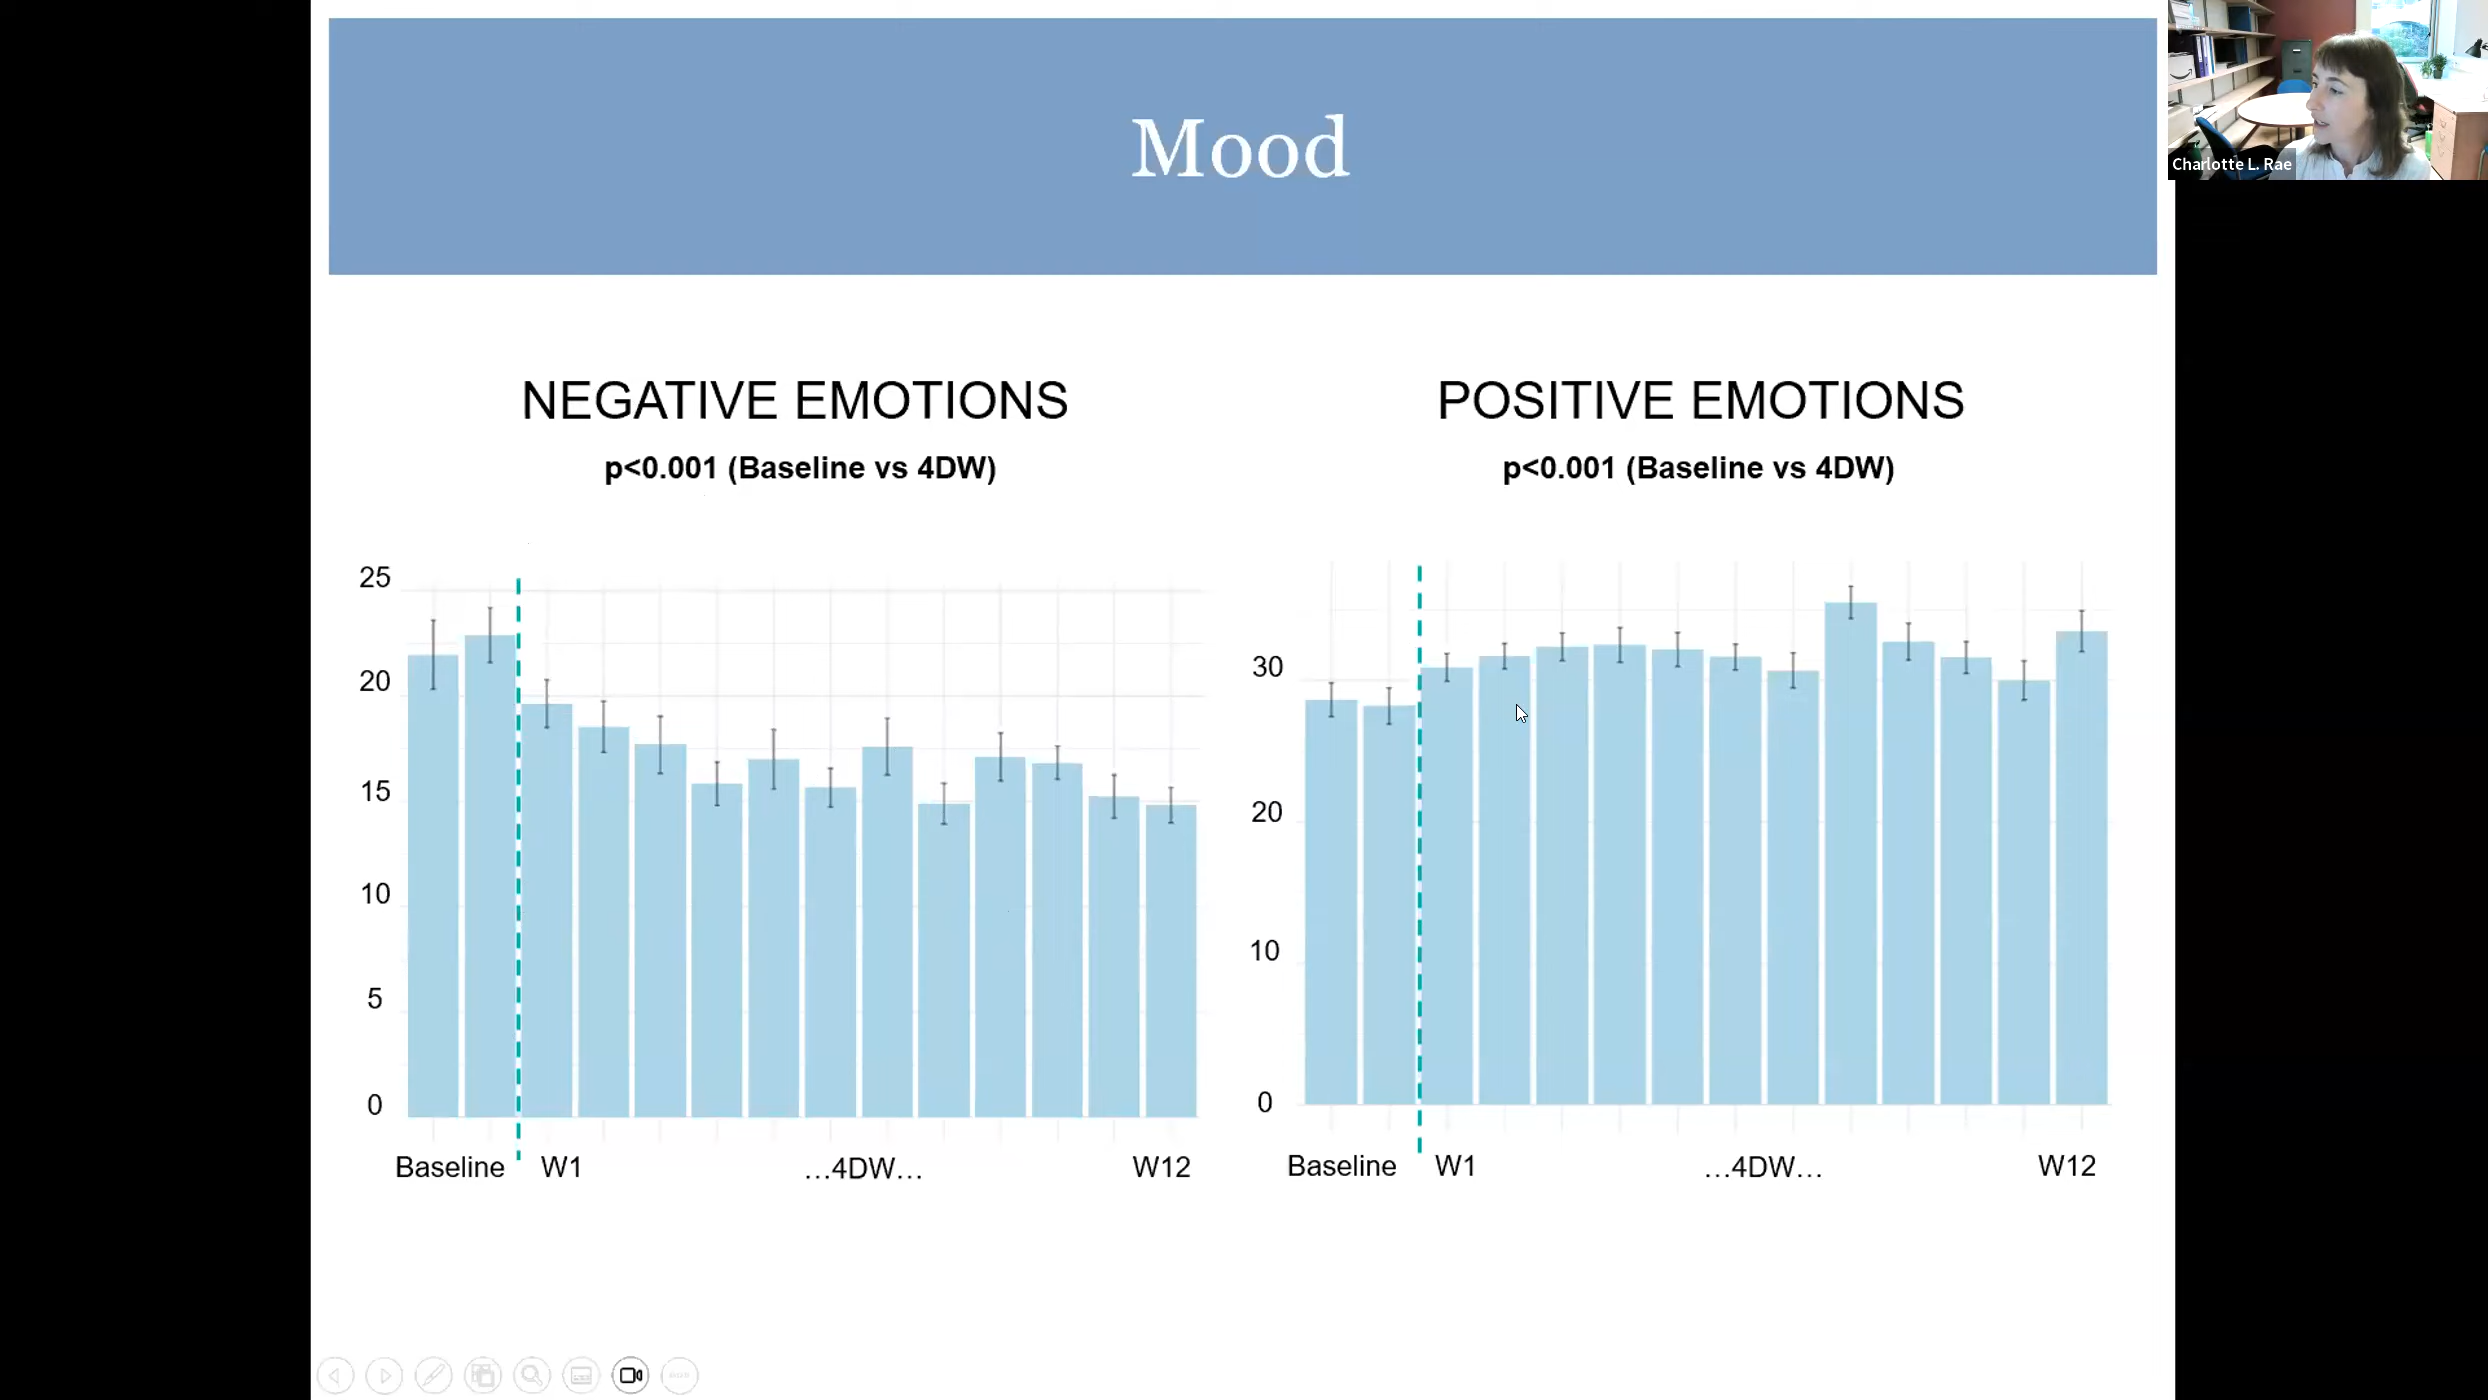 Mood
Charlotte L. Rae
NEGATIVE EMOTIONS
p<0.001 (Baseline vs 4DW)
25
20
15
10
5
0
Baseline
W1
...4DW...
W12
POSITIVE EMOTIONS
p<0.001 (Baseline vs 4DW)
30
20
10
0
Baseline
W1
...4DW...
W12